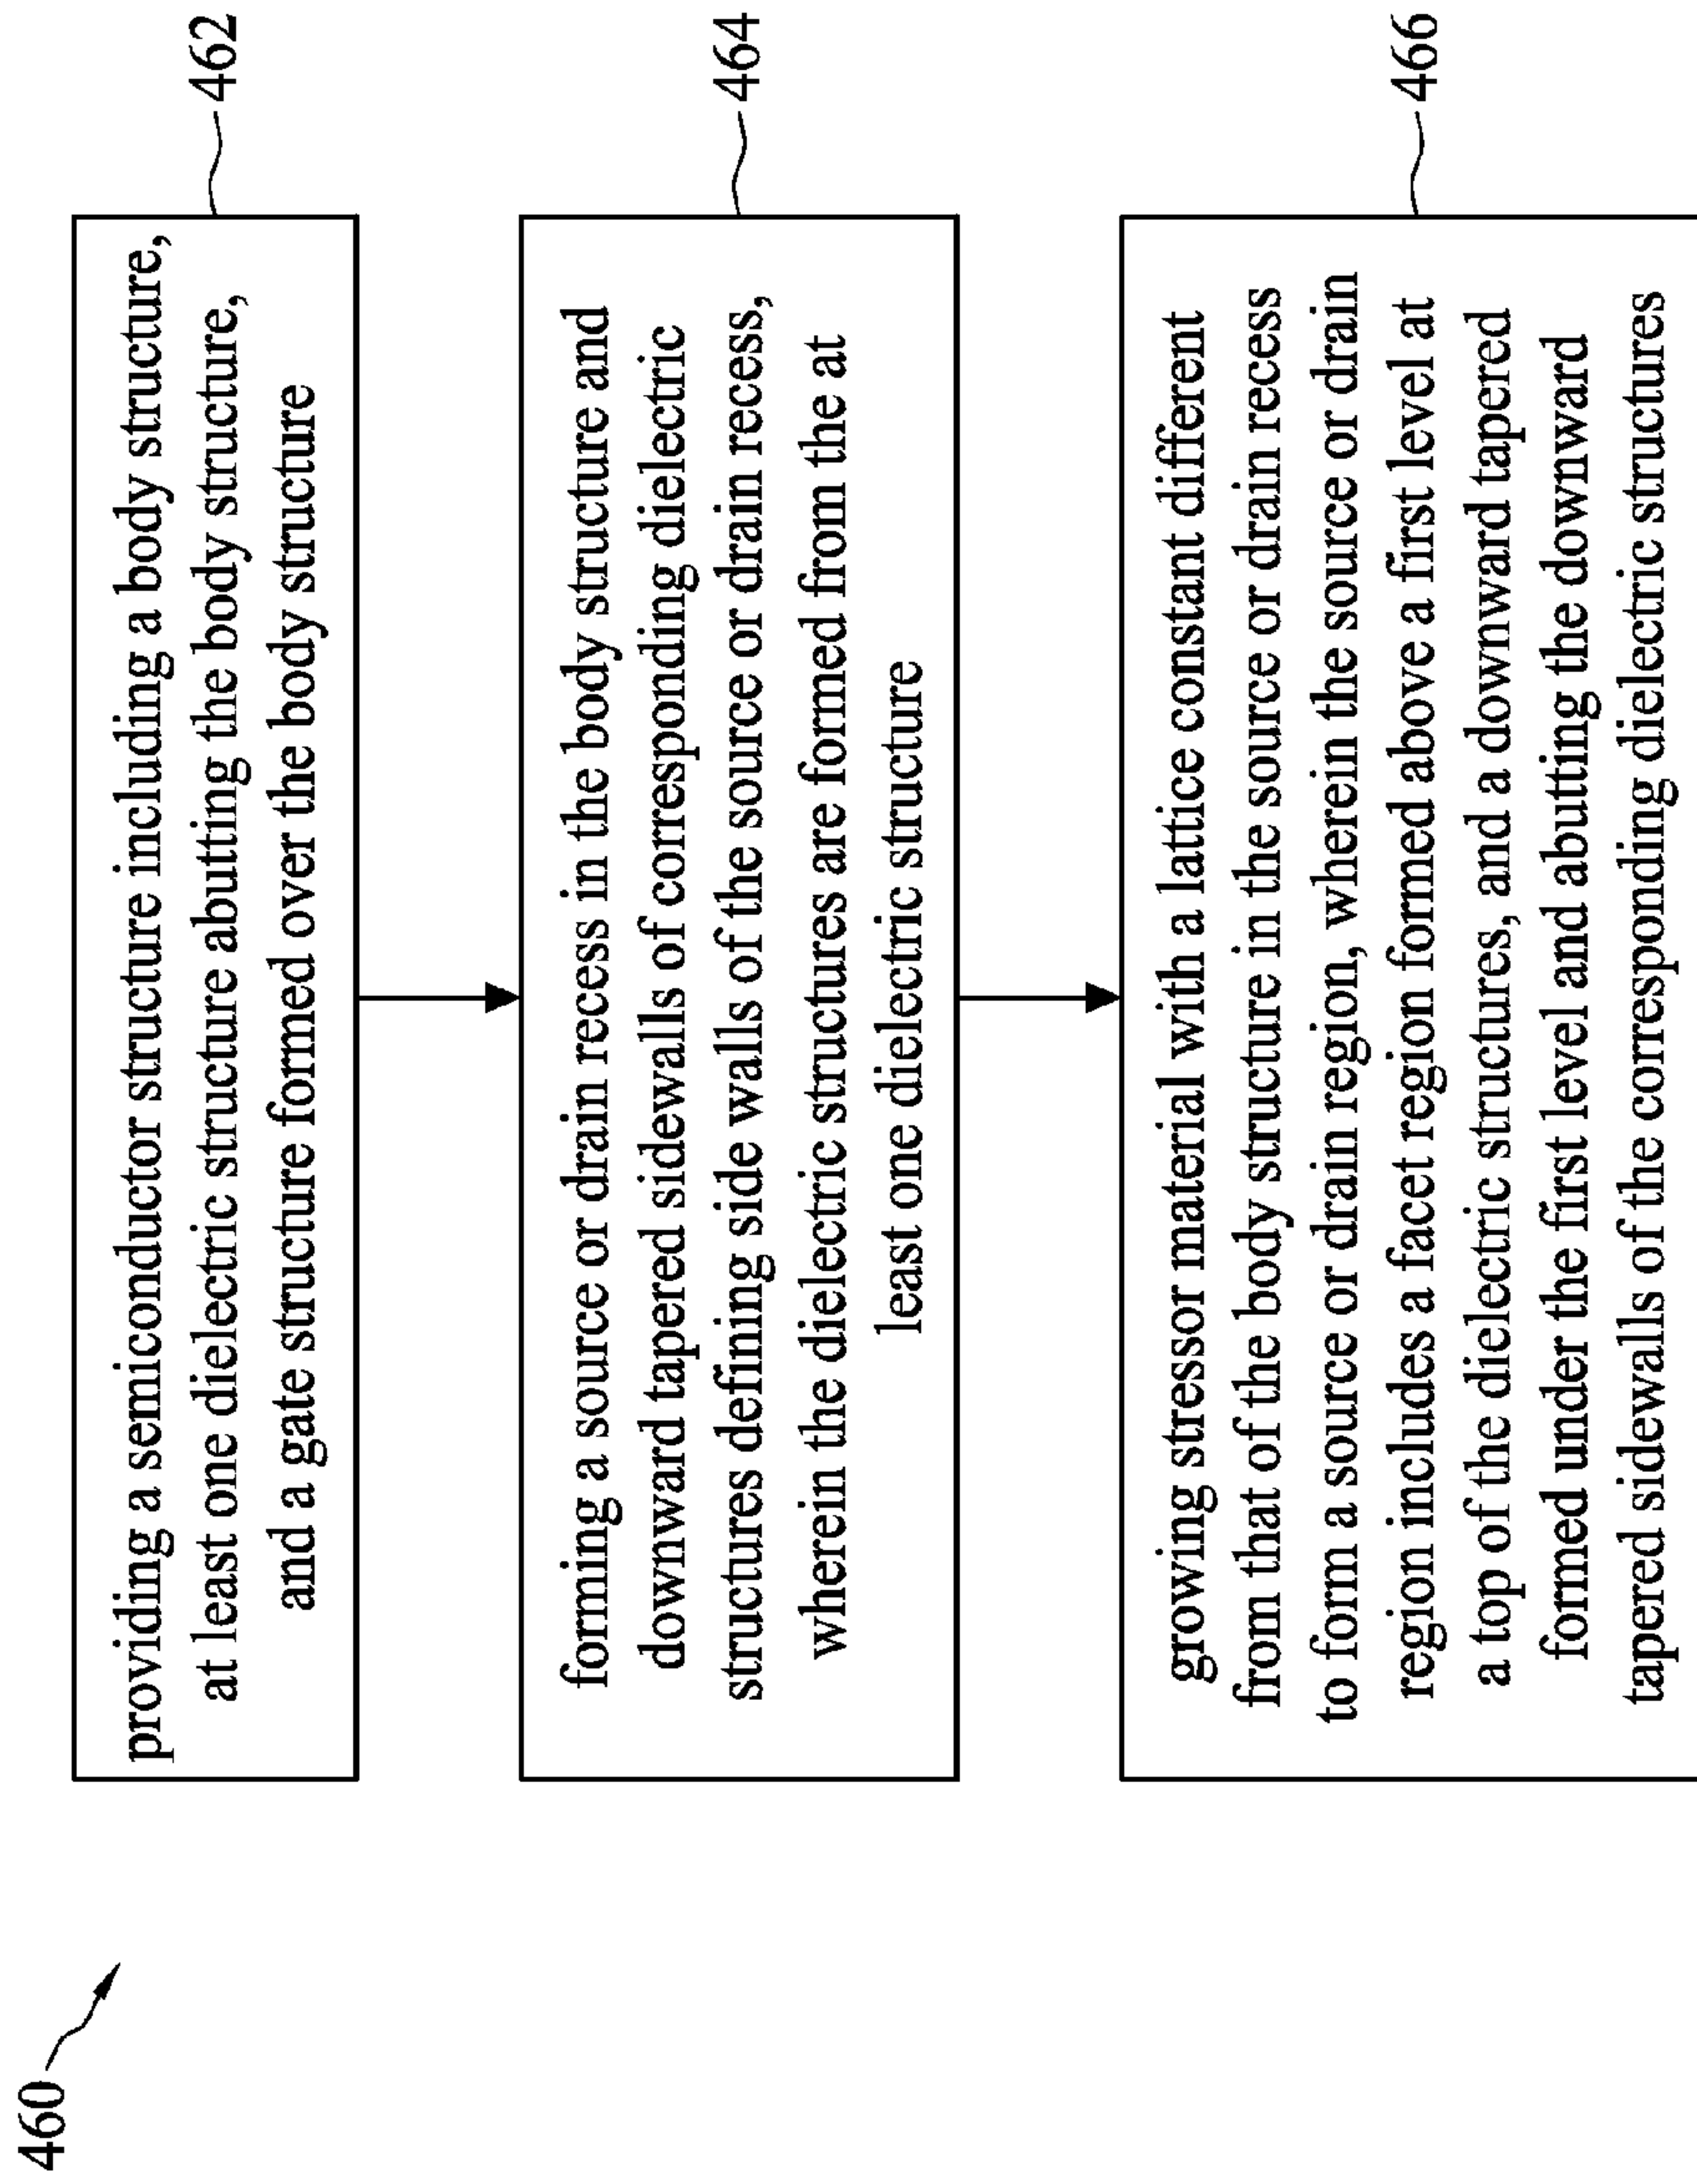 460
providing a semiconductor structure including a body structure,
at least one dielectric structure abutting the body structure,
and a gate structure formed over the body structure
462
forming a source or drain recess in the body structure and
downward tapered sidewalls of corresponding dielectric
structures defining side walls of the source or drain recess,
wherein the dielectric structures are formed from the at
least one dielectric structure
464
growing stressor material with a lattice constant different
from that of the body structure in the source or drain recess
to form a source or drain region, wherein the source or drain
region includes a facet region formed above a first level at
a top of the dielectric structures, and a downward tapered
formed under the first level and abutting the downward
tapered sidewalls of the corresponding dielectric structures
466